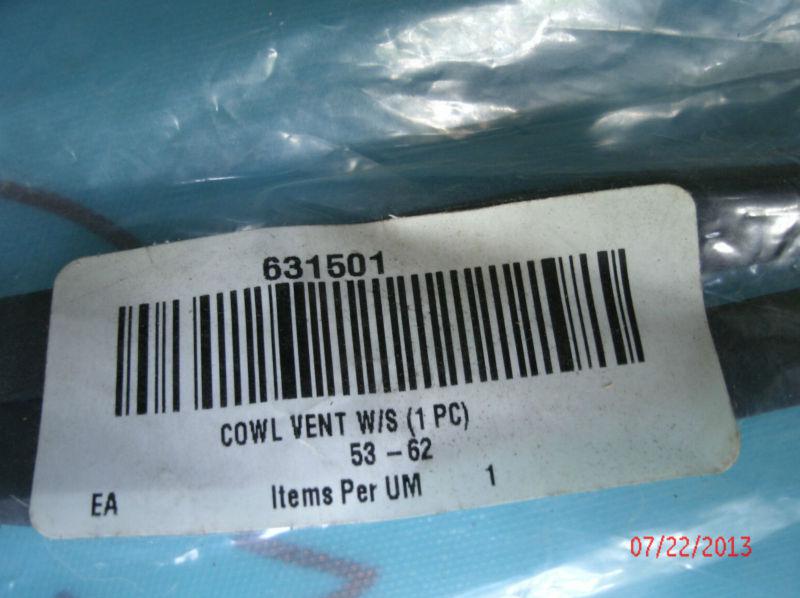 631501
COWL VENT W/S (1 PC)
53 - 62
EA Items Per UM 1
07/22/2013